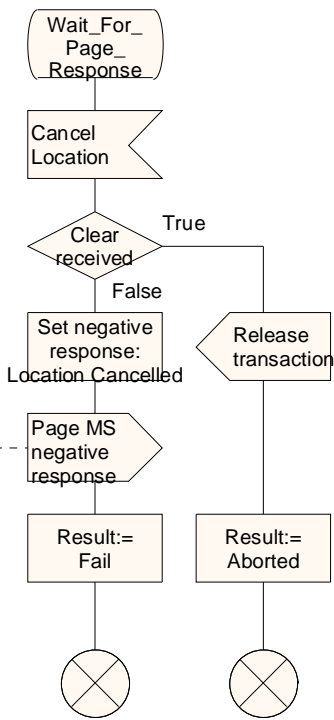 Wait_For_
Page_
Response_
Cancel
Location
Clear
received
True
False
Set negative
response:
Location Cancelled
Release
transaction
Page MS
negative
response
Result:=
Fail
Result:=
Aborted